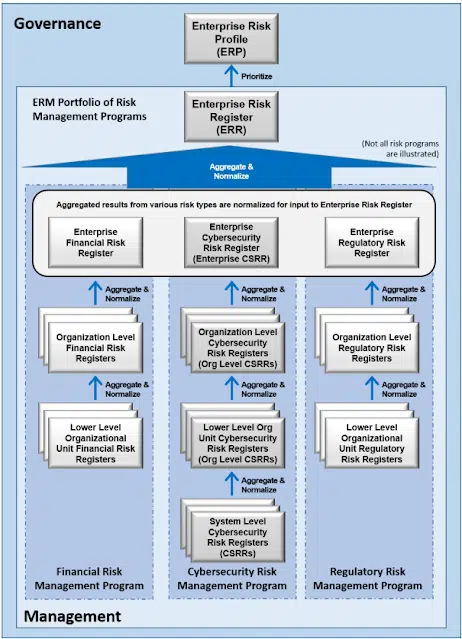 Governance
Enterprise Risk
Profile
(ERP)
Prioritize
ERM Portfolio of Risk
Management Programs
Enterprise Risk
Register
(ERR)
(Not all risk programs
are illustrated)
Aggregate &
Normalize
Aggregated results from various risk types are normalized for input to Enterprise Risk Register
Enterprise
Financial Risk
Register
Enterprise
Cybersecurity
Risk Register
(Enterprise CSRR)
Enterprise
Regulatory Risk
Register
Aggregate &
Normalize
Aggregate &
Normalize
Aggregate &
Normalize
Organization Level
Financial Risk
Registers
Organization Level
Cybersecurity
Risk Registers
(Org Level CSRRs)
Organization Level
Regulatory Risk
Registers
Aggregate &
Normalize
Aggregate &
Normalize
Aggregate &
Normalize
Lower Level
Organizational
Unit Financial Risk
Registers
Lower Level Org
Unit Cybersecurity
Risk Registers
(Org Level CSRRs)
Lower Level
Organizational
Unit Regulatory
Risk Registers
Aggregate &
Normalize
System Level
Cybersecurity
Risk Registers
(CSRRs)
Financial Risk
Management Program
Cybersecurity Risk
Management Program
Regulatory Risk
Management Program
Management